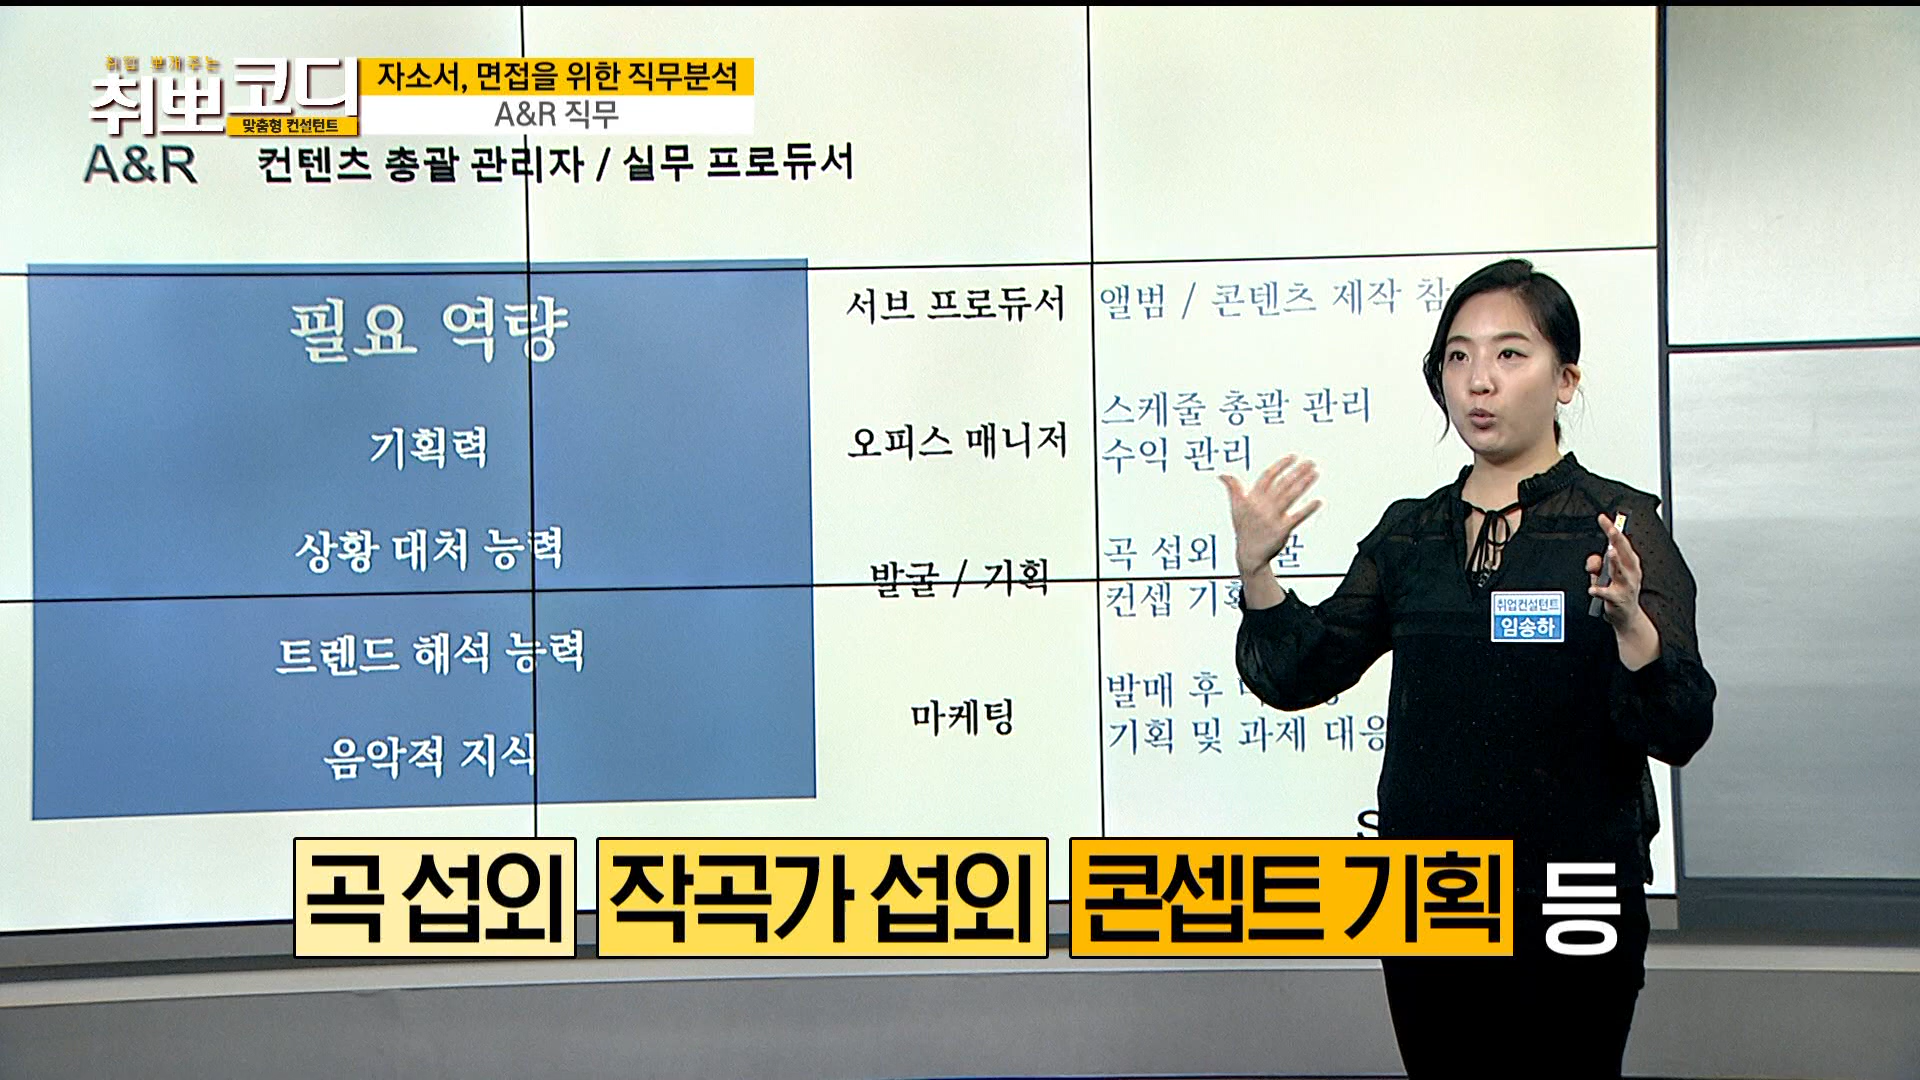 취업 뽀개주는
취뽀코디
맞춤형 컨설턴트
자소서, 면접을 위한 직무분석
A&R 직무
A&R 컨텐츠 총괄 관리자 / 실무 프로듀서
필요 역량
기획력
상황 대처 능력
트렌드 해석 능력
음악적 지식
서브 프로듀서
앨범 / 콘텐츠 제작
오피스 매니저
스케줄 총괄 관리
수익 관리
발굴 / 기획
곡 섭외
컨셉
마케팅
발매 후
기획 및 과제 대응
취업컨설턴트
임송하
곡 섭외 작곡가 섭외 콘셉트 기획 등